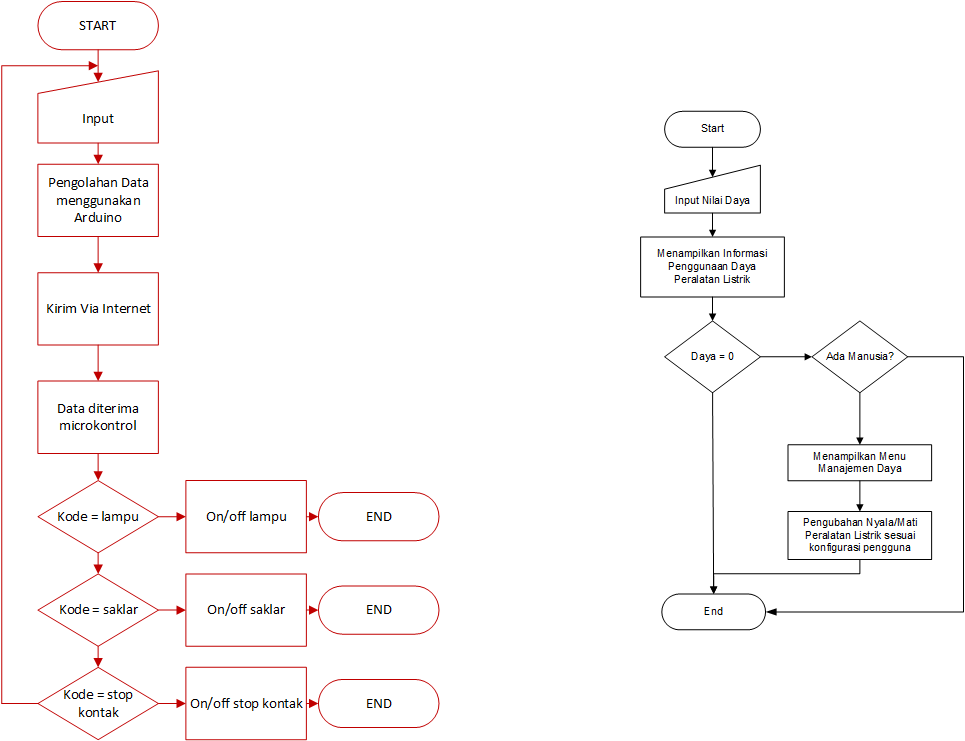 START
Input
Pengolahan Data
menggunakan
Arduino
Kirim Via Internet
Data diterima
microkontrol
Kode = lampu
On/off lampu
END
Kode = saklar
On/off saklar
END
Kode = stop
kontak
On/off stop kontak
END
Start
Input Nilai Daya
Menampilkan Informasi
Penggunaan Daya
Peralatan Listrik
Daya = 0
Ada Manusia?
Menampilkan Menu
Manajemen Daya
Pengubahan Nyala/Mati
Peralatan Listrik sesuai
konfigurasi pengguna
End